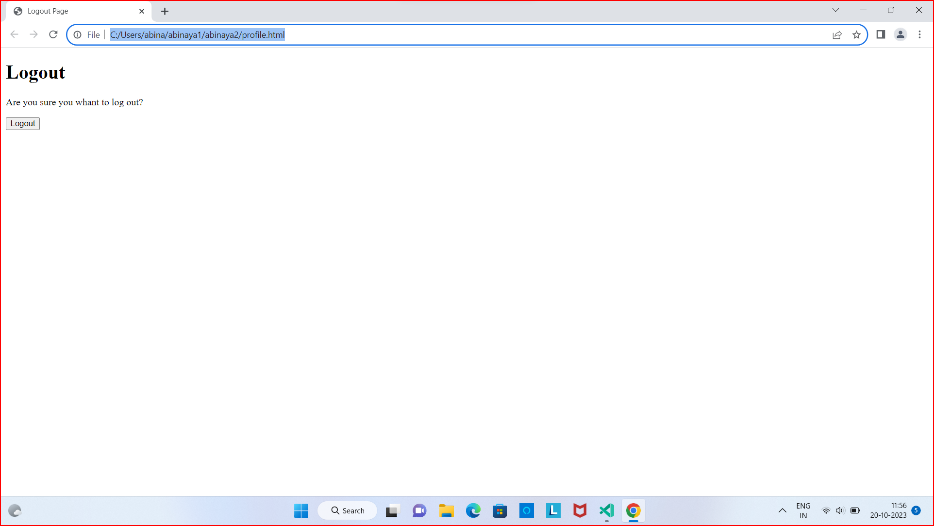 Logout Page
File
C:/Users/abina/abinaya1/abinaya2/profile.html
Logout
Are you sure you whant to log out?
Logout
Search
L
ENG
IN
11:56
20-10-2023
5